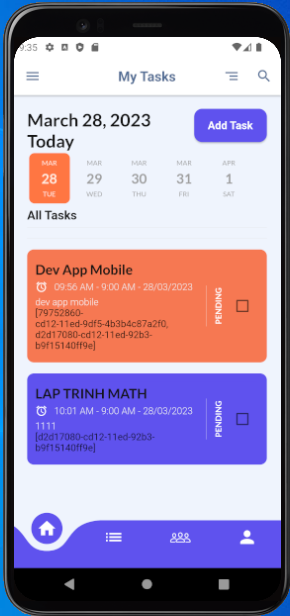 9:35
My Tasks
March 28, 2023
Today
Add Task
MAR MAR MAR MAR APR
28 29 30 31 1
TUE WED THU FRI SAT
All Tasks
Dev App Mobile
09:56 AM - 9:00 AM - 28/03/2023
dev app mobile
[79752860-
cd12-11ed-9df5-4b3b4c87a2f0,
d2d17080-cd12-11ed-92b3-
b9f15140ff9e]
PENDING
LAP TRINH MATH
10:01 AM - 9:00 AM - 28/03/2023
1111
[d2d17080-cd12-11ed-92b3-
b9f15140ff9e]
PENDING